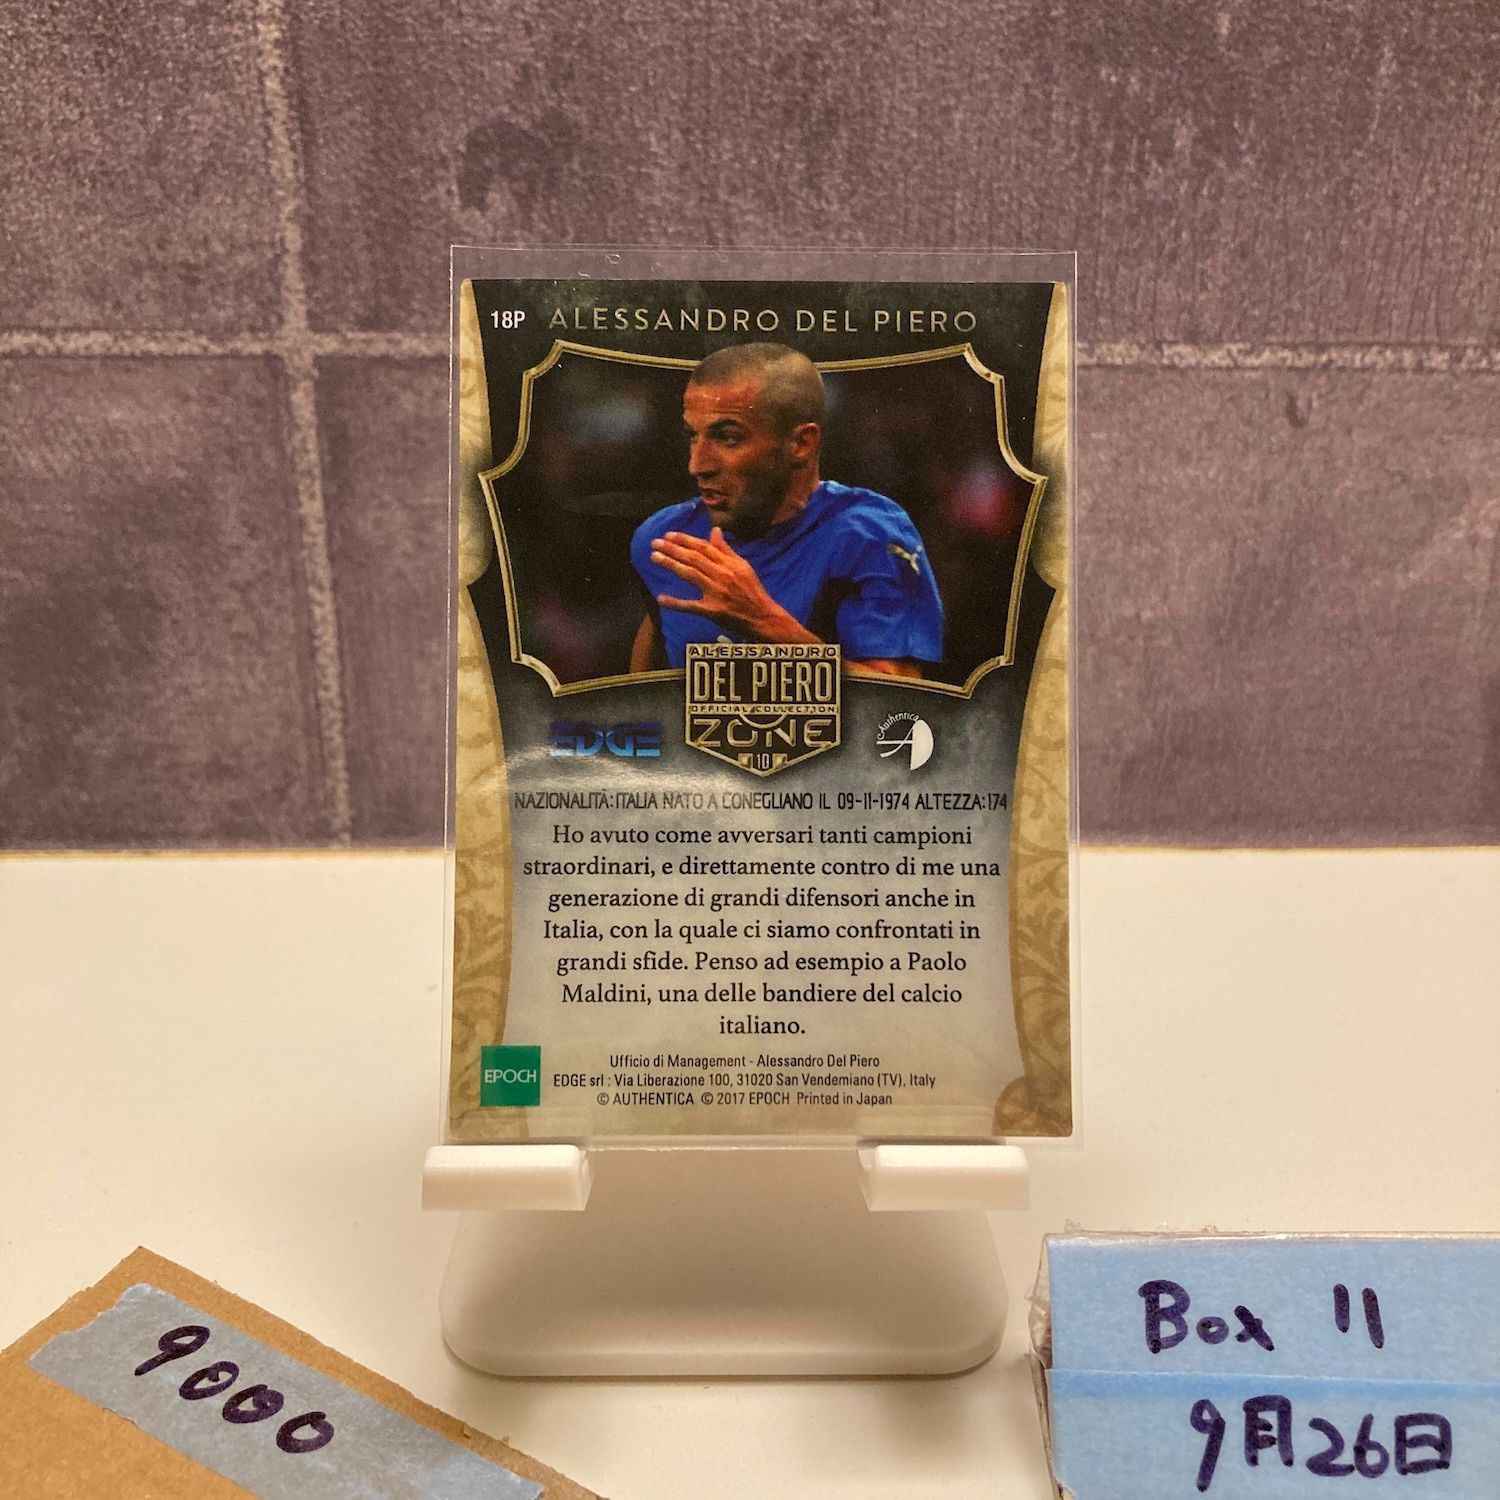 18P ALESSANDRO DEL PIERO
ALESSANDRO
DEL PIERO
OFFICIAL COLLECTION
ZONE
10
EDGE
Authentica
A
NAZIONALITÀ:ITALIA NATO A CONEGLIANO IL 09-11-1974 ALTEZZA:174
Ho avuto come avversari tanti campioni
straordinari, e direttamente contro di me una
generazione di grandi difensori anche in
Italia, con la quale ci siamo confrontati in
grandi sfide. Penso ad esempio a Paolo
Maldini, una delle bandiere del calcio
italiano.
EPOCH
Ufficio di Management - Alessandro Del Piero
EDGE srl : Via Liberazione 100, 31020 San Vendemiano (TV), Italy
© AUTHENTICA © 2017 EPOCH Printed in Japan
9000
Box 11
9月26日